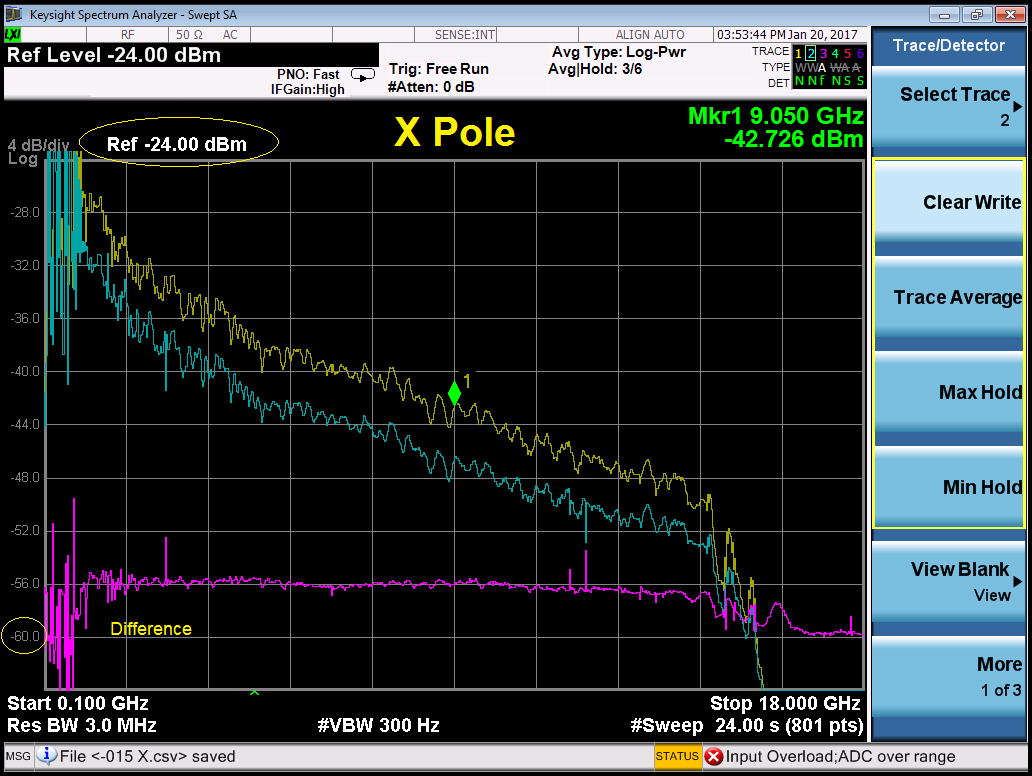 Keysight Spectrum Analyzer - Swept SA
LXI RF 50 Ω AC SENSE:INT ALIGN AUTO 03:53:44 PM Jan 20, 2017
Ref Level -24.00 dBm
PNO: Fast
IFGain:High
Trig: Free Run
#Atten: 0 dB
Avg Type: Log-Pwr
Avg|Hold: 3/6
TRACE 1 2 3 4 5 6
TYPE W W A W A A
DET N N f N S S
4 dB/div
Log
Ref -24.00 dBm
X Pole
Mkr1 9.050 GHz
-42.726 dBm
1
-28.0
-32.0
-36.0
-40.0
-44.0
-48.0
-52.0
-56.0
-60.0
Difference
Start 0.100 GHz
Stop 18.000 GHz
Res BW 3.0 MHz
#VBW 300 Hz
#Sweep 24.00 s (801 pts)
MSG
File <-015 X.csv> saved
STATUS
Input Overload;ADC over range
Trace/Detector
Select Trace
2
Clear Write
Trace Average
Max Hold
Min Hold
View Blank
View
More
1 of 3